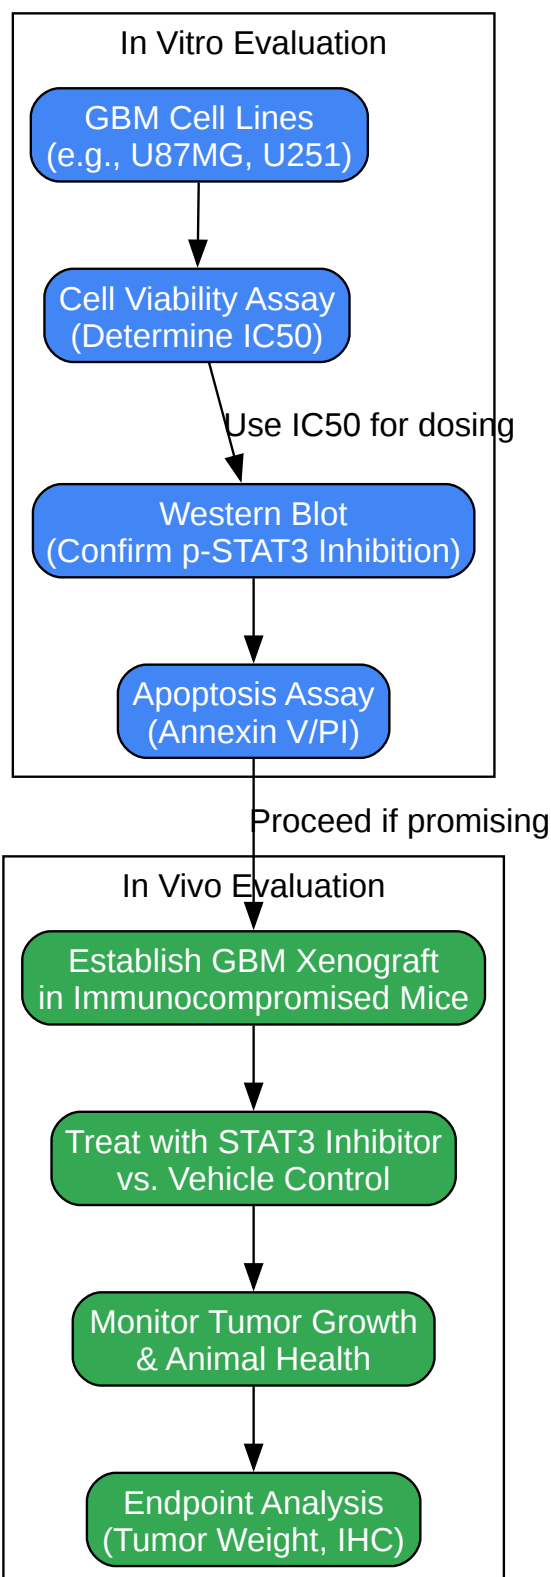 In Vitro Evaluation
GBM Cell Lines
(e.g., U87MG, U251)
Cell Viability Assay
(Determine IC50)
Use IC50 for dosing
Western Blot
(Confirm p-STAT3 Inhibition)
Apoptosis Assay
(Annexin V/PI)
Proceed if promising
In Vivo Evaluation
Establish GBM Xenograft
in Immunocompromised Mice
Treat with STAT3 Inhibitor
vs. Vehicle Control
Monitor Tumor Growth
& Animal Health
Endpoint Analysis
(Tumor Weight, IHC)